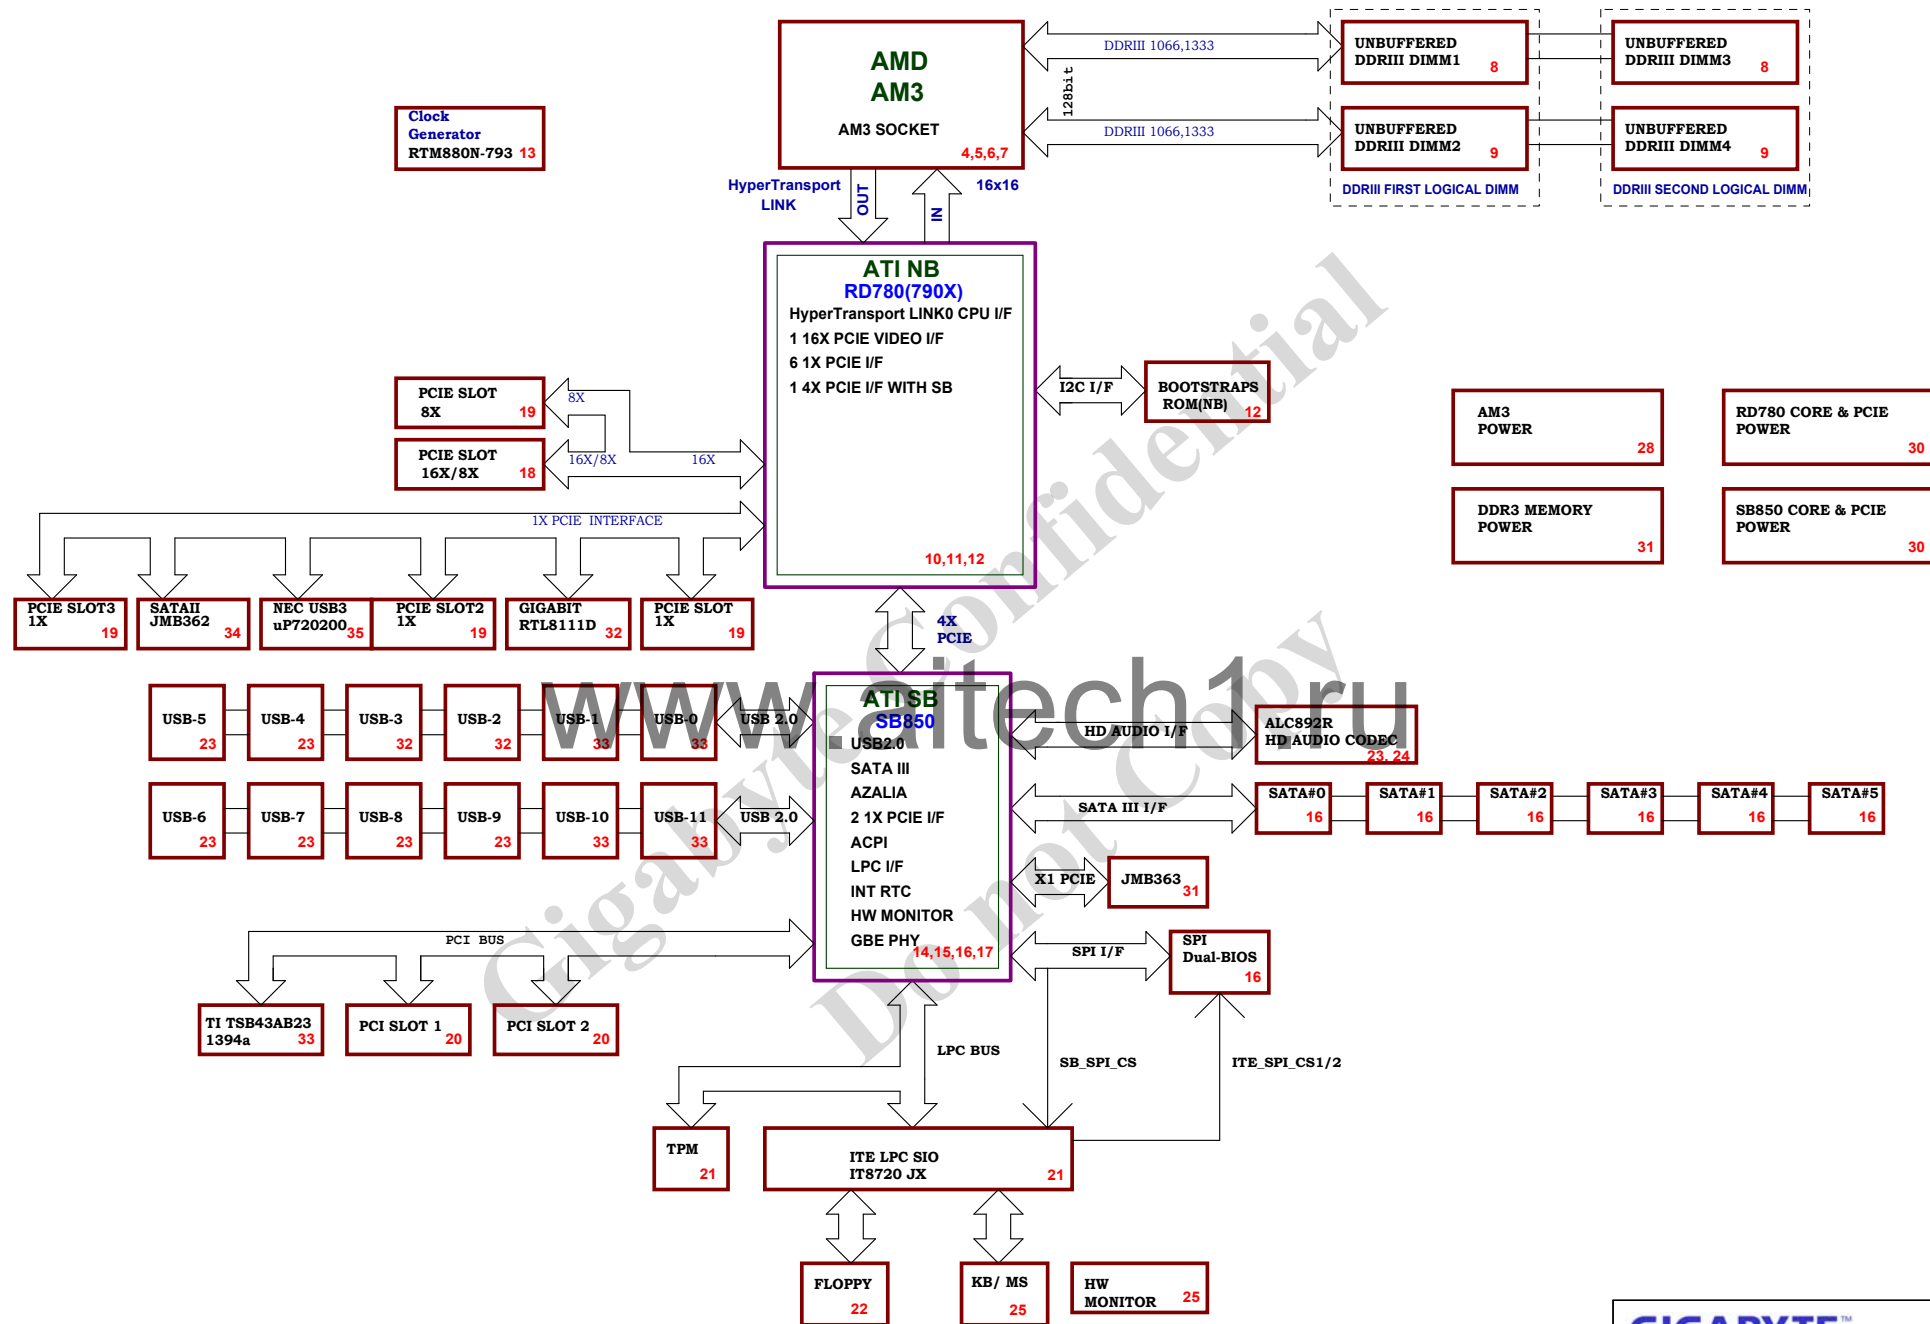 AMD
AM3
AM3 SOCKET
4,5,6,7
DDRIII 1066,1333
128bit
DDRIII 1066,1333
UNBUFFERED
DDRIII DIMM1
8
UNBUFFERED
DDRIII DIMM3
8
UNBUFFERED
DDRIII DIMM2
9
UNBUFFERED
DDRIII DIMM4
9
DDRIII FIRST LOGICAL DIMM
DDRIII SECOND LOGICAL DIMM
Clock
Generator
RTM880N-793 13
HyperTransport
LINK
OUT
IN
16x16
ATI NB
RD780(790X)
HyperTransport LINK0 CPU I/F
1 16X PCIE VIDEO I/F
6 1X PCIE I/F
1 4X PCIE I/F WITH SB
10,11,12
I2C I/F
BOOTSTRAPS
ROM(NB)
12
PCIE SLOT
8X
19
8X
PCIE SLOT
16X/8X
18
16X/8X
16X
1X PCIE INTERFACE
AM3
POWER
28
RD780 CORE & PCIE
POWER
30
DDR3 MEMORY
POWER
31
SB850 CORE & PCIE
POWER
30
PCIE SLOT3
1X
19
SATAII
JMB362
34
NEC USB3
uP720200
35
PCIE SLOT2
1X
19
GIGABIT
RTL8111D
32
PCIE SLOT
1X
19
4X
PCIE
www.aitech1.ru
Gigabyte Confidential
Do not Copy
USB-5
23
USB-4
23
USB-3
32
USB-2
32
USB-1
33
USB-0
33
USB 2.0
ATI SB
SB850
USB2.0
SATA III
AZALIA
2 1X PCIE I/F
ACPI
LPC I/F
INT RTC
HW MONITOR
GBE PHY
14,15,16,17
HD AUDIO I/F
ALC892R
HD AUDIO CODEC
23, 24
USB-6
23
USB-7
23
USB-8
23
USB-9
23
USB-10
33
USB-11
33
USB 2.0
SATA III I/F
SATA#0
16
SATA#1
16
SATA#2
16
SATA#3
16
SATA#4
16
SATA#5
16
X1 PCIE
JMB363
31
PCI BUS
SPI I/F
SPI
Dual-BIOS
16
TI TSB43AB23
1394a
33
PCI SLOT 1
20
PCI SLOT 2
20
LPC BUS
SB_SPI_CS
ITE_SPI_CS1/2
TPM
21
ITE LPC SIO
IT8720 JX
21
FLOPPY
22
KB/ MS
25
HW
MONITOR
25
GIGABYTE™